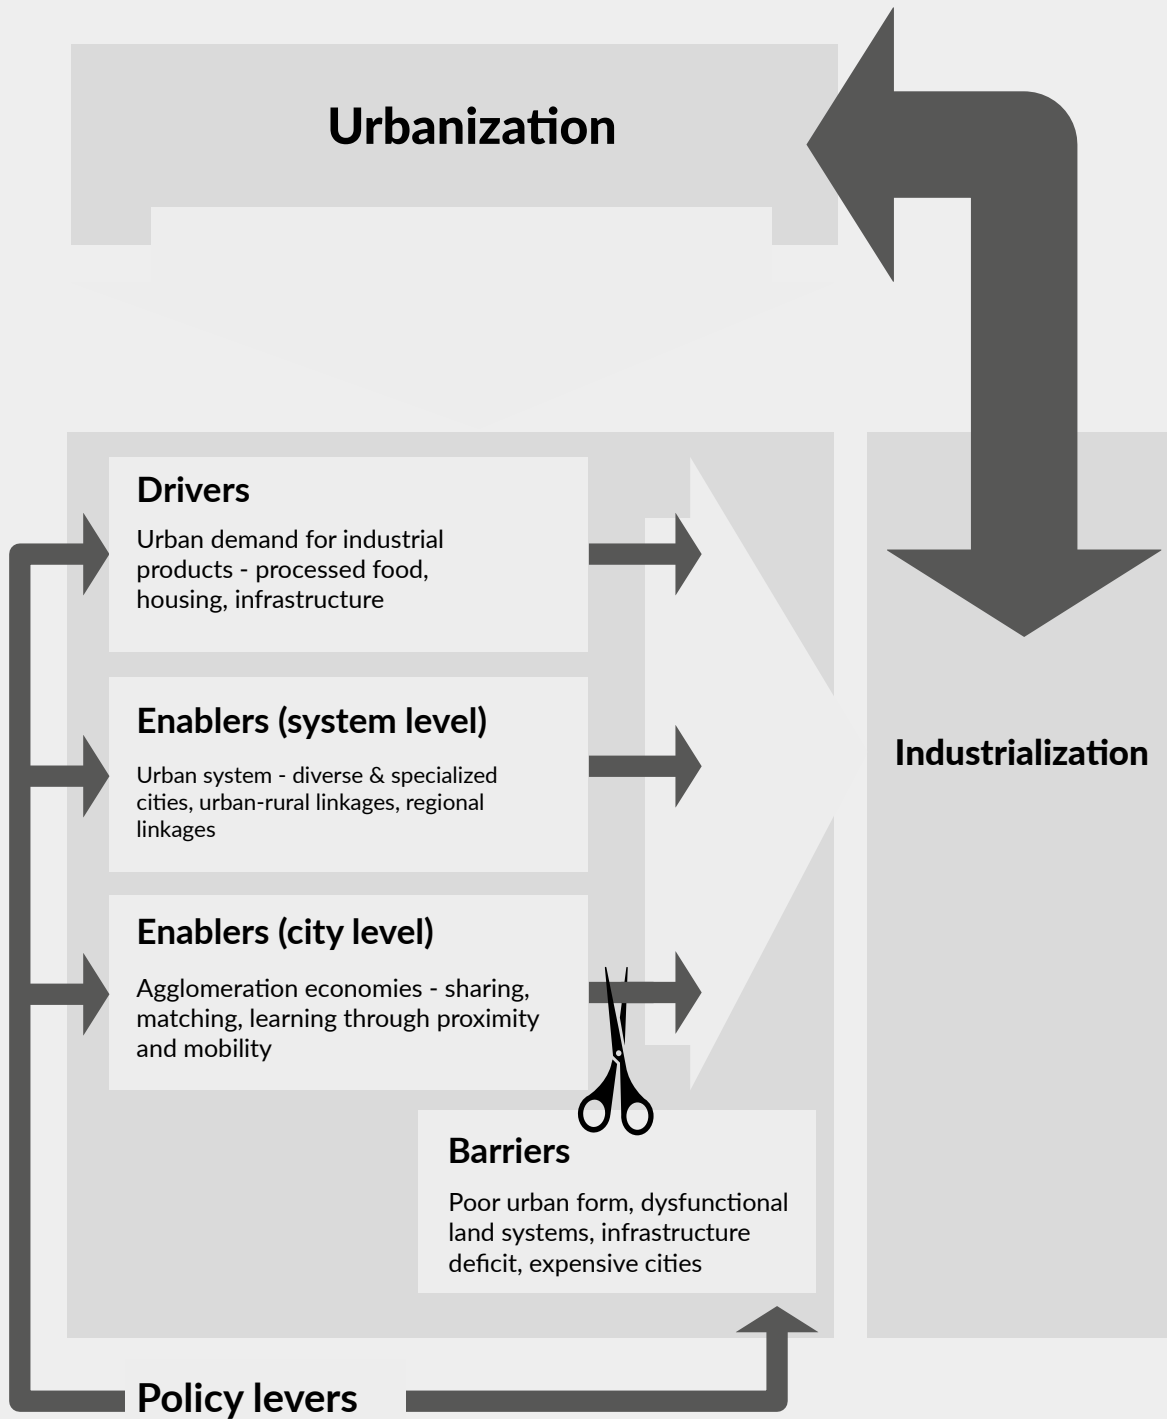 Urbanization
Drivers
Urban demand for industrial
products - processed food,
housing, infrastructure
Enablers (system level)
Urban system - diverse & specialized
cities, urban-rural linkages, regional
linkages
Industrialization
Enablers (city level)
Agglomeration economies - sharing,
matching, learning through proximity
and mobility
Barriers
Poor urban form, dysfunctional
land systems, infrastructure
deficit, expensive cities
Policy levers